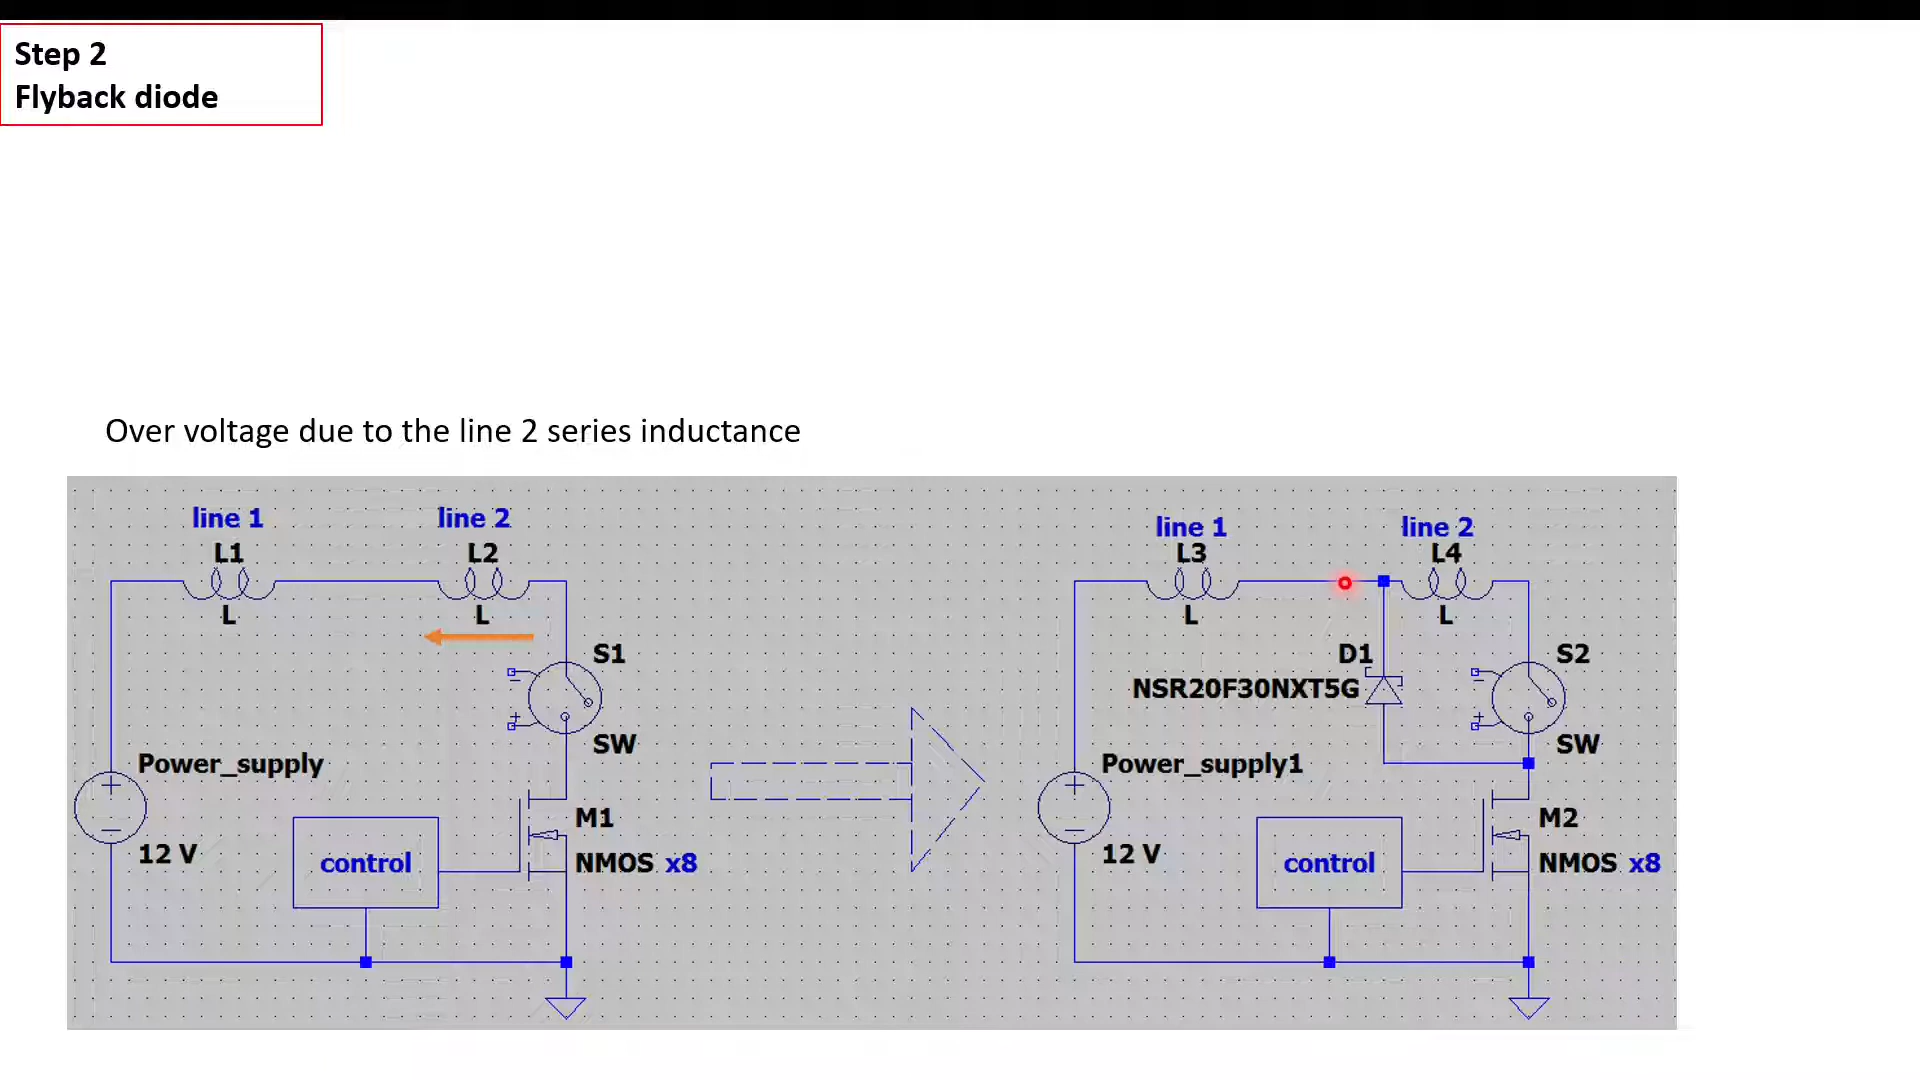 Step 2
Flyback diode
Over voltage due to the line 2 series inductance
line 1
L1
L
line 2
L2
L
S1
SW
Power_supply
12 V
control
M1
NMOS x8
line 1
L3
L
line 2
L4
L
D1
NSR20F30NXT5G
S2
SW
Power_supply1
12 V
control
M2
NMOS x8